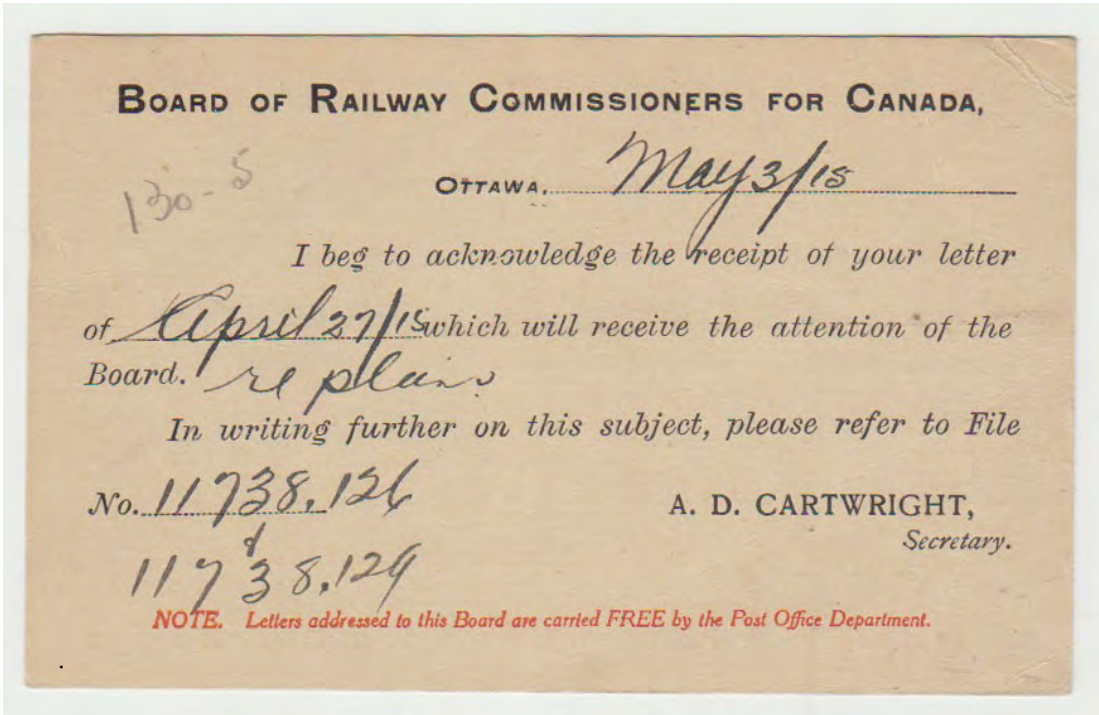 BOARD OF RAILWAY COMMISSIONERS FOR CANADA,
OTTAWA, May 3/15
130-5
I beg to acknowledge the receipt of your letter
of April 27/15 which will receive the attention of the
Board. re plans
In writing further on this subject, please refer to File
No. 11738.126
A. D. CARTWRIGHT,
Secretary.
&
11738.129
NOTE. Letters addressed to this Board are carried FREE by the Post Office Department.